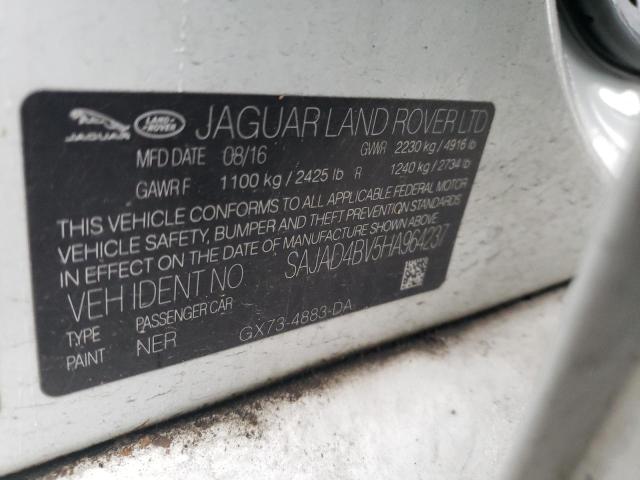 JAGUAR LAND-ROVER JAGUAR LAND ROVER LTD
MFD DATE 08/16 GVWR 2230 kg / 4916 lb
GAWR F 1100 kg / 2425 lb R 1240 kg / 2734 lb
THIS VEHICLE CONFORMS TO ALL APPLICABLE FEDERAL MOTOR
VEHICLE SAFETY, BUMPER AND THEFT PREVENTION STANDARDS
IN EFFECT ON THE DATE OF MANUFACTURE SHOWN ABOVE
VEH IDENT NO SAJAD4BV5HA964237
TYPE PASSENGER CAR
PAINT NER GX73-4883-DA